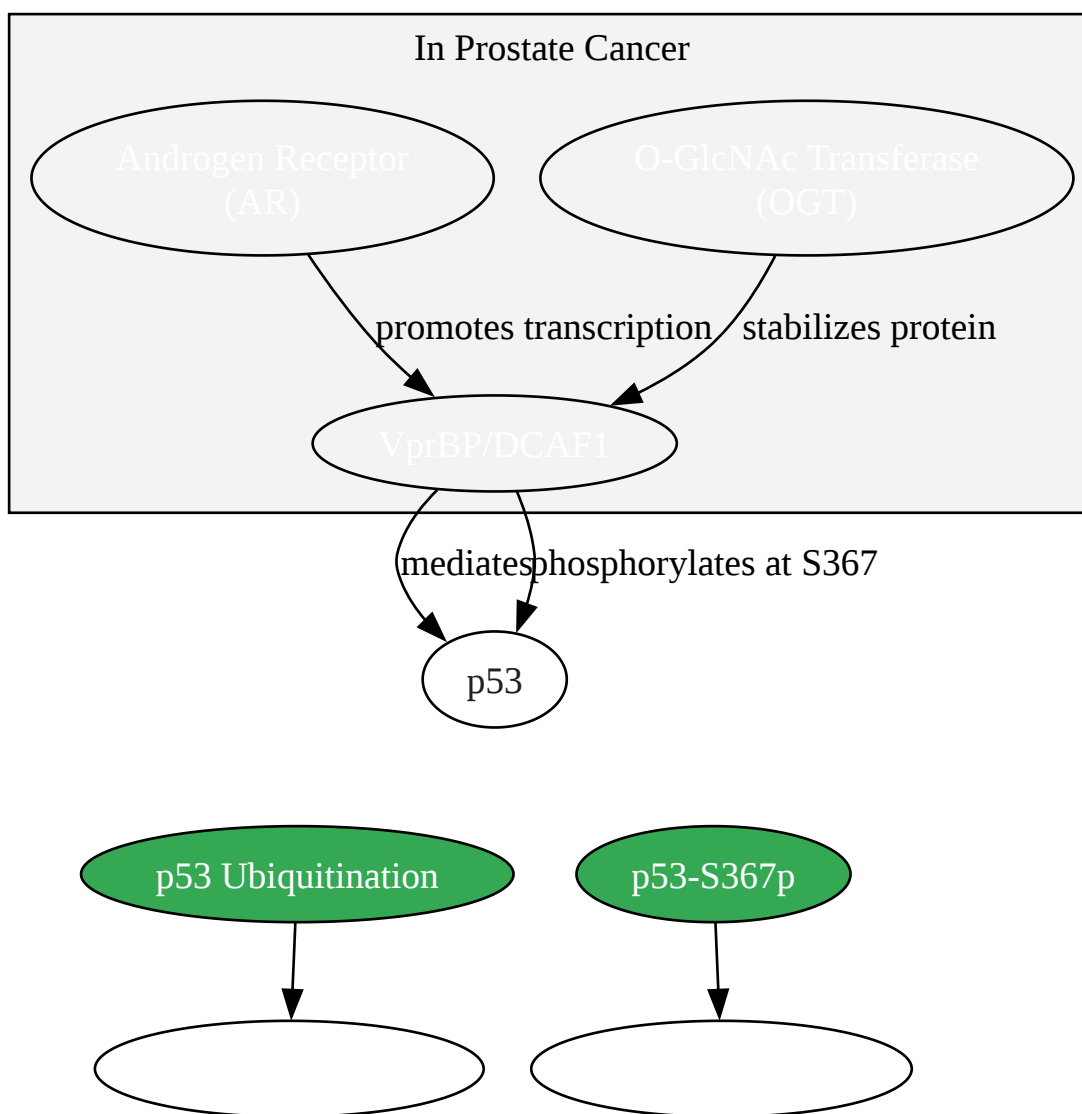 In Prostate Cancer
Androgen Receptor
(AR)
O-GlcNAc Transferase
(OGT)
promotes transcription
stabilizes protein
VprBP/DCAF1
mediates
phosphorylates at S367
p53
p53 Ubiquitination
p53-S367p